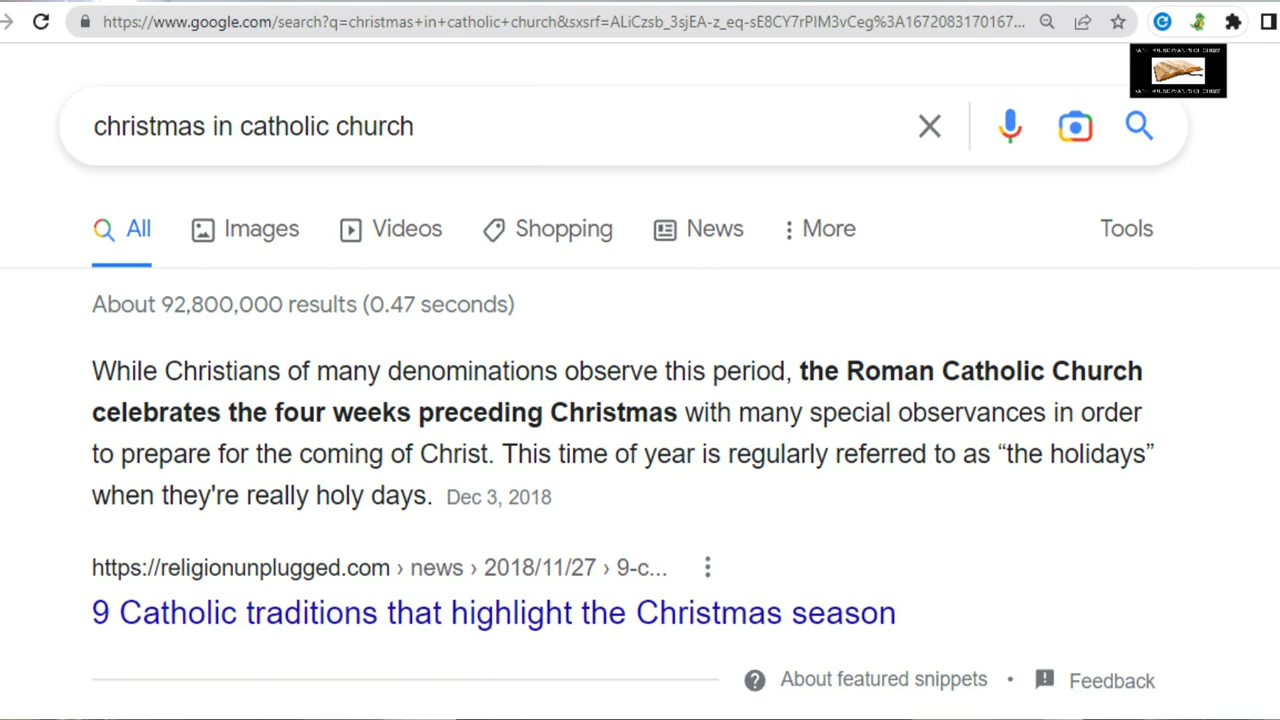 https://www.google.com/search?q=christmas+in+catholic+church&sxsrf=ALiCzsb_3sjEA-z_eq-sE8CY7rPIM3vCeg%3A1672083170167...
christmas in catholic church
All Images Videos Shopping News More Tools
About 92,800,000 results (0.47 seconds)
While Christians of many denominations observe this period, the Roman Catholic Church
celebrates the four weeks preceding Christmas with many special observances in order
to prepare for the coming of Christ. This time of year is regularly referred to as “the holidays”
when they're really holy days. Dec 3, 2018
https://religionunplugged.com › news › 2018/11/27 › 9-c...
9 Catholic traditions that highlight the Christmas season
About featured snippets • Feedback